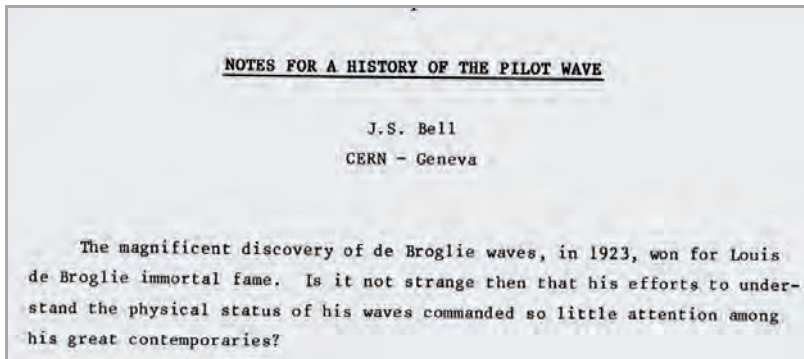 NOTES FOR A HISTORY OF THE PILOT WAVE
J.S. Bell
CERN - Geneva
The magnificent discovery of de Broglie waves, in 1923, won for Louis
de Broglie immortal fame. Is it not strange then that his efforts to under-
stand the physical status of his waves commanded so little attention among
his great contemporaries?